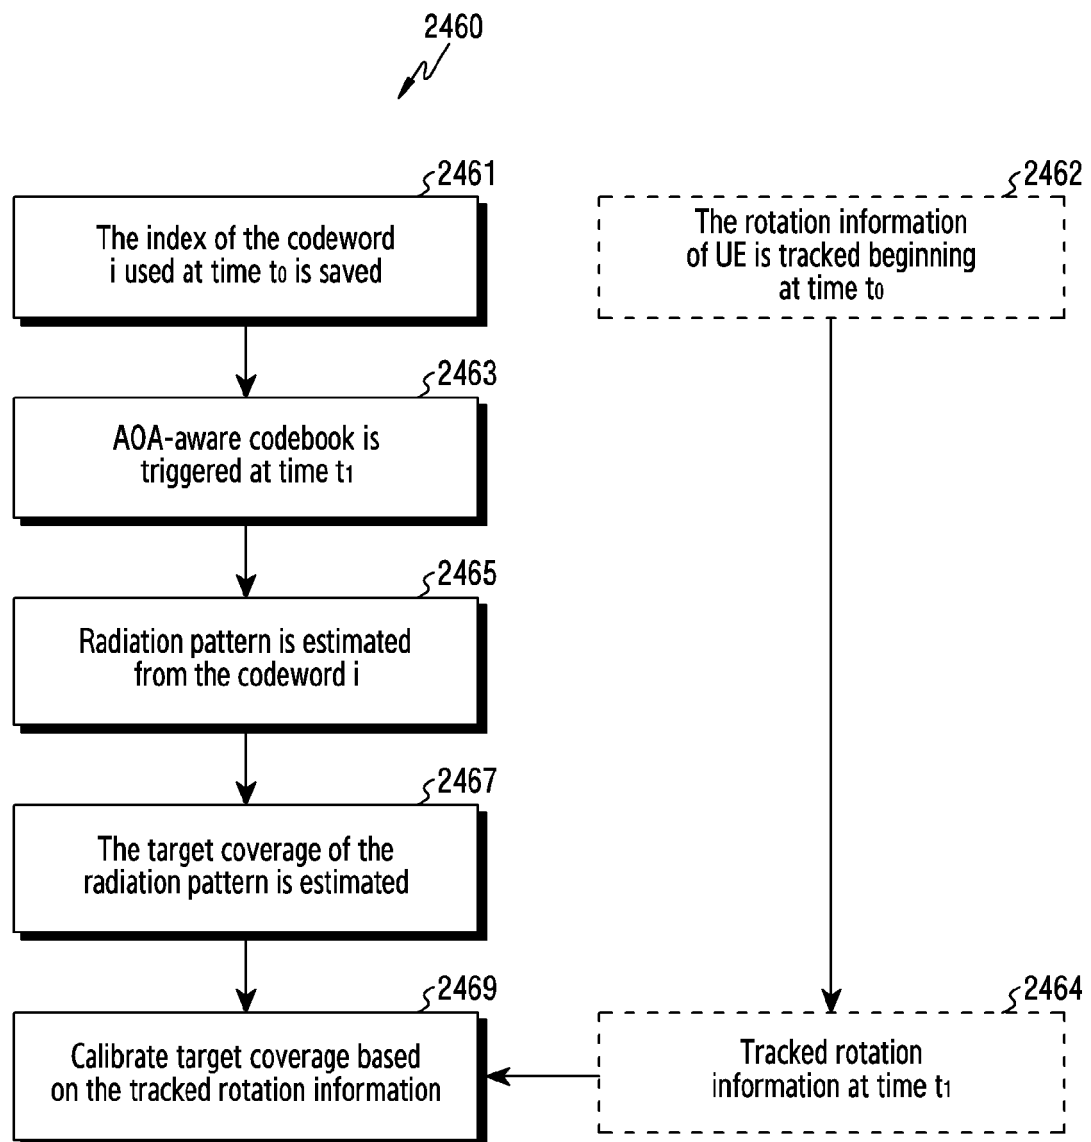 2460
2461
The index of the codeword
i used at time t0 is saved
2462
The rotation information
of UE is tracked beginning
at time t0
2463
AOA-aware codebook is
triggered at time t1
2465
Radiation pattern is estimated
from the codeword i
2467
The target coverage of the
radiation pattern is estimated
2469
Calibrate target coverage based
on the tracked rotation information
2464
Tracked rotation
information at time t1